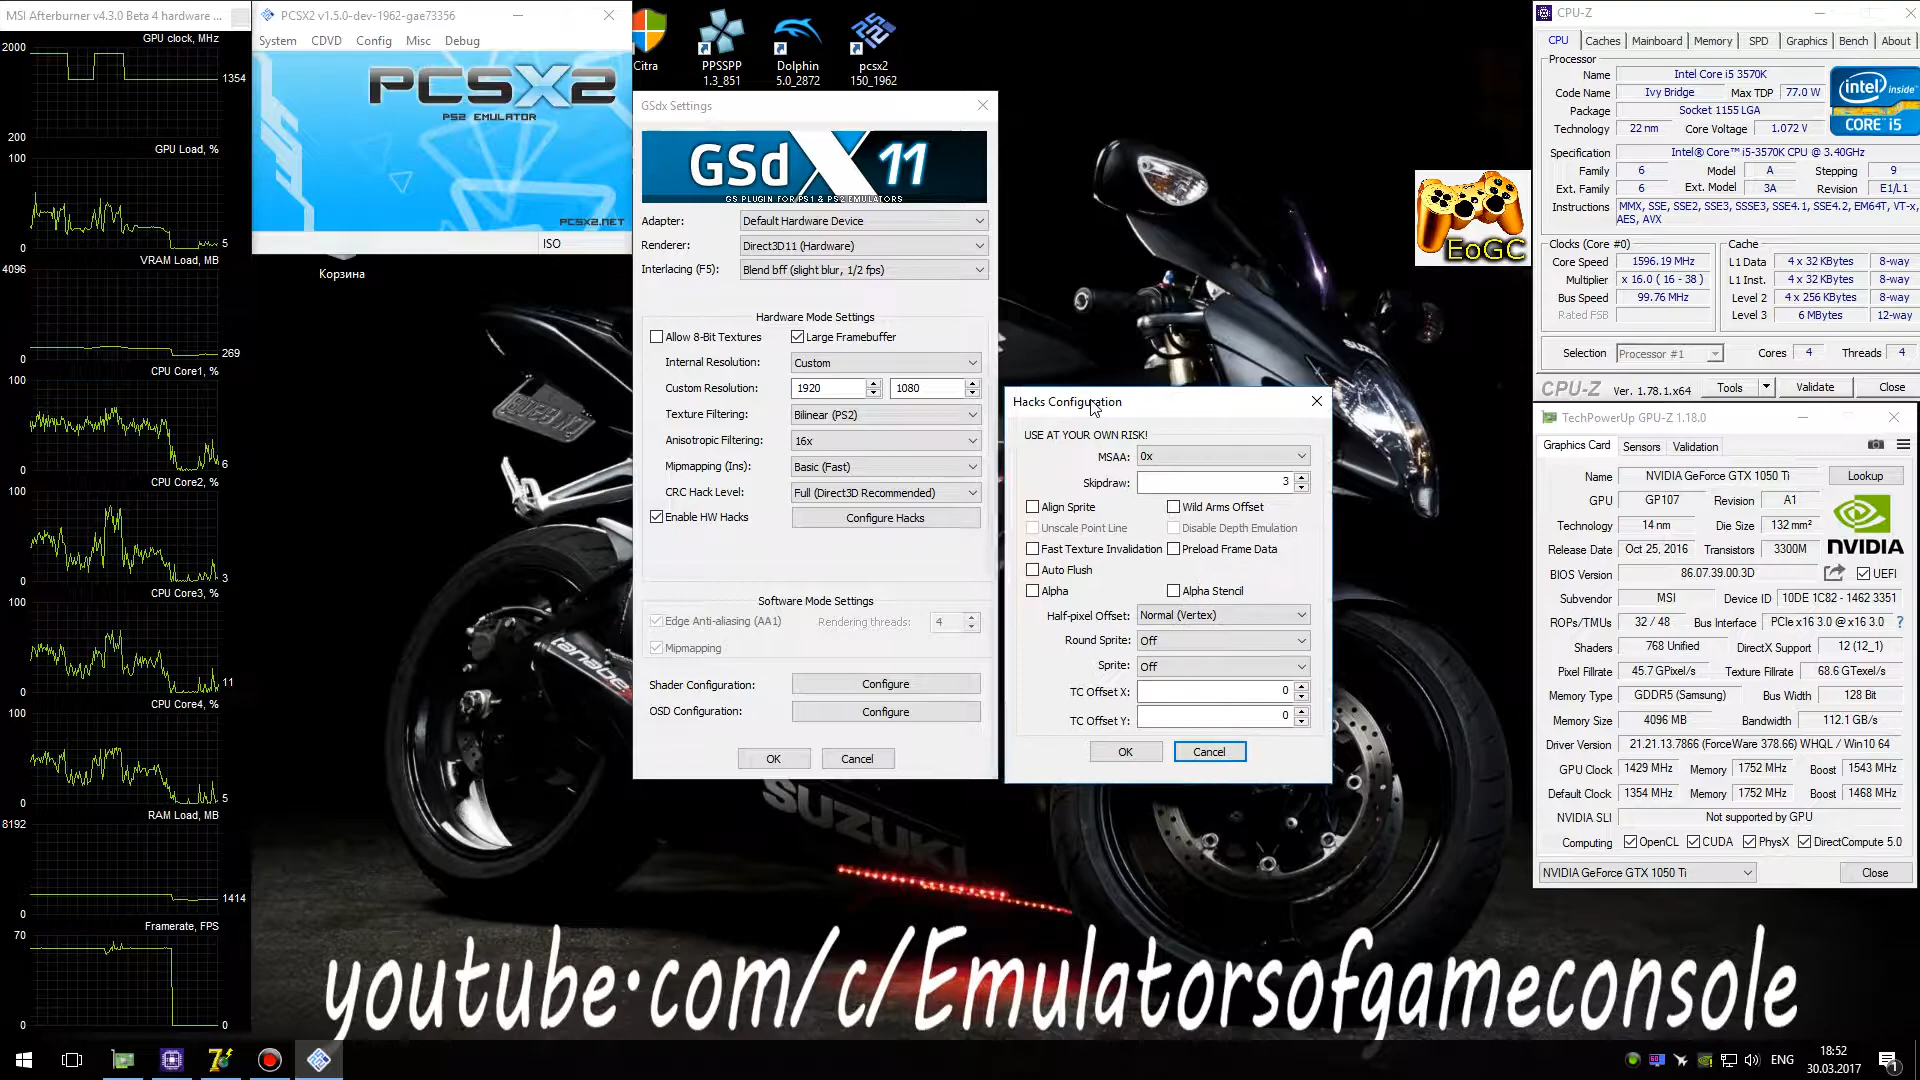 MSI Afterburner v4.3.0 Beta 4 hardware ...
GPU clock, MHz
2000
1354
200
GPU Load, %
100
5
0
VRAM Load, MB
4096
269
0
CPU Core1, %
100
6
0
CPU Core2, %
100
3
0
CPU Core3, %
100
11
0
CPU Core4, %
100
5
0
RAM Load, MB
8192
1414
0
Framerate, FPS
70
0
0
PCSX2 v1.5.0-dev-1962-gae73356
System CDVD Config Misc Debug
PCSX2
PS2 EMULATOR
PCSX2.NET
ISO
Корзина
Citra
PPSSPP
1.3_851
Dolphin
5.0_2872
pcsx2
150_1962
GSdx Settings
GSdX 11
GS PLUGIN FOR PS1 & PS2 EMULATORS
Adapter: Default Hardware Device
Renderer: Direct3D11 (Hardware)
Interlacing (F5): Blend bff (slight blur, 1/2 fps)
Hardware Mode Settings
Allow 8-Bit Textures Large Framebuffer
Internal Resolution: Custom
Custom Resolution: 1920 1080
Texture Filtering: Bilinear (PS2)
Anisotropic Filtering: 16x
Mipmapping (Ins): Basic (Fast)
CRC Hack Level: Full (Direct3D Recommended)
Enable HW Hacks Configure Hacks
Software Mode Settings
Edge Anti-aliasing (AA1) Rendering threads: 4
Mipmapping
Shader Configuration: Configure
OSD Configuration: Configure
OK Cancel
Hacks Configuration
USE AT YOUR OWN RISK!
MSAA: 0x
Skipdraw: 3
Align Sprite Wild Arms Offset
Unscale Point Line Disable Depth Emulation
Fast Texture Invalidation Preload Frame Data
Auto Flush
Alpha Alpha Stencil
Half-pixel Offset: Normal (Vertex)
Round Sprite: Off
Sprite: Off
TC Offset X: 0
TC Offset Y: 0
OK Cancel
EoGC
SUZUKI
CPU-Z
CPU Caches Mainboard Memory SPD Graphics Bench About
Processor
Name Intel Core i5 3570K
Code Name Ivy Bridge Max TDP 77.0 W
Package Socket 1155 LGA
Technology 22 nm Core Voltage 1.072 V
intel inside
CORE i5
Specification Intel® Core™ i5-3570K CPU @ 3.40GHz
Family 6 Model A Stepping 9
Ext. Family 6 Ext. Model 3A Revision E1/L1
Instructions MMX, SSE, SSE2, SSE3, SSSE3, SSE4.1, SSE4.2, EM64T, VT-x,
AES, AVX
Clocks (Core #0) Cache
Core Speed 1596.19 MHz L1 Data 4 x 32 KBytes 8-way
Multiplier x 16.0 ( 16 - 38 ) L1 Inst. 4 x 32 KBytes 8-way
Bus Speed 99.76 MHz Level 2 4 x 256 KBytes 8-way
Rated FSB Level 3 6 MBytes 12-way
Selection Processor #1 Cores 4 Threads 4
CPU-Z Ver. 1.78.1.x64 Tools Validate Close
TechPowerUp GPU-Z 1.18.0
Graphics Card Sensors Validation
Name NVIDIA GeForce GTX 1050 Ti Lookup
GPU GP107 Revision A1
Technology 14 nm Die Size 132 mm²
Release Date Oct 25, 2016 Transistors 3300M
NVIDIA
BIOS Version 86.07.39.00.3D UEFI
Subvendor MSI Device ID 10DE 1C82 - 1462 3351
ROPs/TMUs 32 / 48 Bus Interface PCIe x16 3.0 @ x16 3.0 ?
Shaders 768 Unified DirectX Support 12 (12_1)
Pixel Fillrate 45.7 GPixel/s Texture Fillrate 68.6 GTexel/s
Memory Type GDDR5 (Samsung) Bus Width 128 Bit
Memory Size 4096 MB Bandwidth 112.1 GB/s
Driver Version 21.21.13.7866 (ForceWare 378.66) WHQL / Win10 64
GPU Clock 1429 MHz Memory 1752 MHz Boost 1543 MHz
Default Clock 1354 MHz Memory 1752 MHz Boost 1468 MHz
NVIDIA SLI Not supported by GPU
Computing OpenCL CUDA PhysX DirectCompute 5.0
NVIDIA GeForce GTX 1050 Ti Close
youtube.com/c/Emulatorsofgameconsole
ENG
18:52
30.03.2017
1